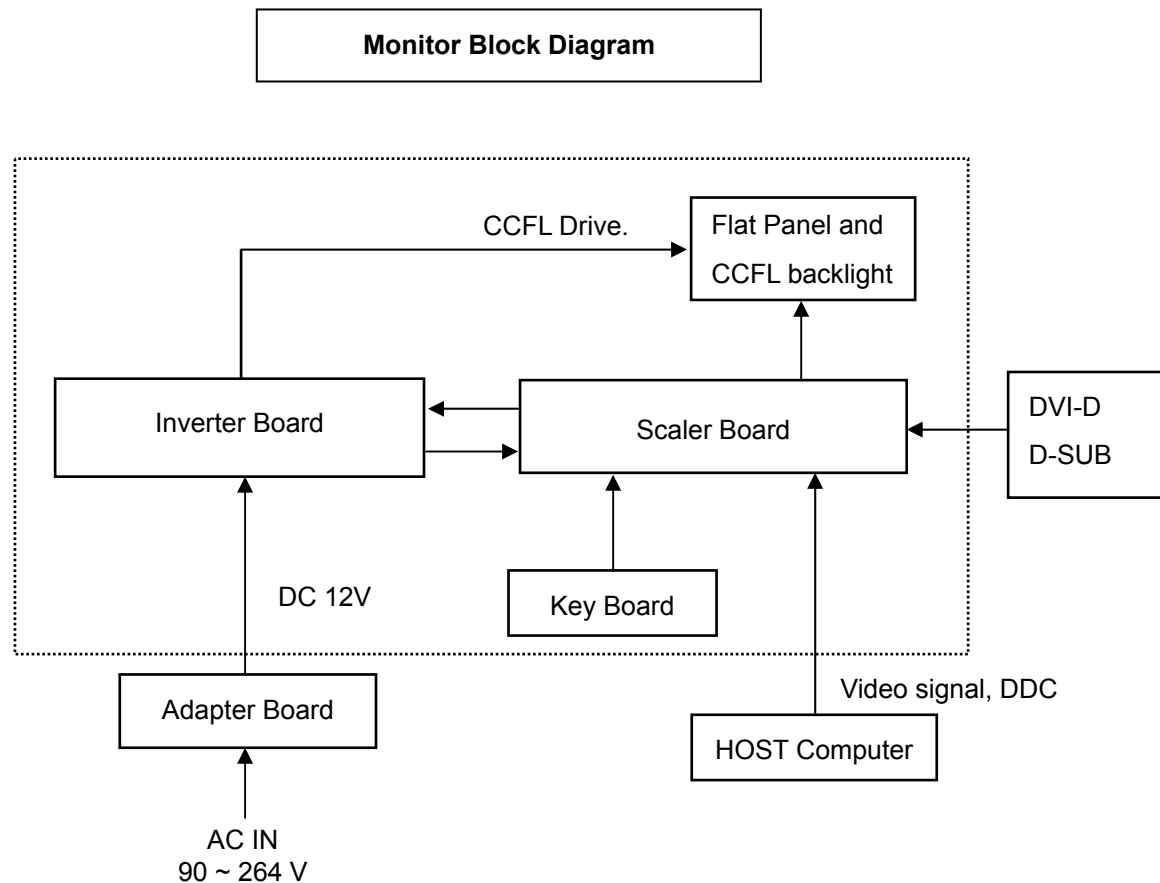 Monitor Block Diagram
CCFL Drive.
Flat Panel and
CCFL backlight
Inverter Board
Scaler Board
DVI-D
D-SUB
DC 12V
Key Board
Adapter Board
Video signal, DDC
HOST Computer
AC IN
90 ~ 264 V